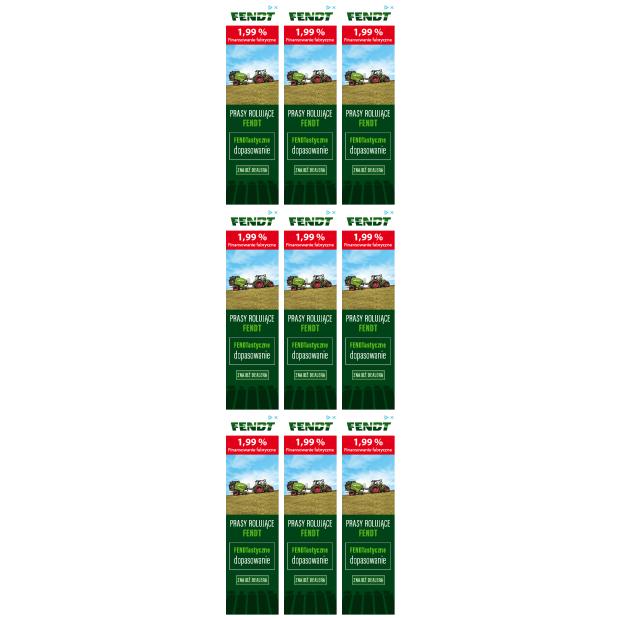 FENDT
1,99 %
Finansowanie fabryczne
PRASY ROLUJĄCE
FENDT
FENDTastyczne
dopasowanie
ZNAJDŹ DEALERA
FENDT
1,99 %
Finansowanie fabryczne
PRASY ROLUJĄCE
FENDT
FENDTastyczne
dopasowanie
ZNAJDŹ DEALERA
FENDT
1,99 %
Finansowanie fabryczne
PRASY ROLUJĄCE
FENDT
FENDTastyczne
dopasowanie
ZNAJDŹ DEALERA
FENDT
1,99 %
Finansowanie fabryczne
PRASY ROLUJĄCE
FENDT
FENDTastyczne
dopasowanie
ZNAJDŹ DEALERA
FENDT
1,99 %
Finansowanie fabryczne
PRASY ROLUJĄCE
FENDT
FENDTastyczne
dopasowanie
ZNAJDŹ DEALERA
FENDT
1,99 %
Finansowanie fabryczne
PRASY ROLUJĄCE
FENDT
FENDTastyczne
dopasowanie
ZNAJDŹ DEALERA
FENDT
1,99 %
Finansowanie fabryczne
PRASY ROLUJĄCE
FENDT
FENDTastyczne
dopasowanie
ZNAJDŹ DEALERA
FENDT
1,99 %
Finansowanie fabryczne
PRASY ROLUJĄCE
FENDT
FENDTastyczne
dopasowanie
ZNAJDŹ DEALERA
FENDT
1,99 %
Finansowanie fabryczne
PRASY ROLUJĄCE
FENDT
FENDTastyczne
dopasowanie
ZNAJDŹ DEALERA